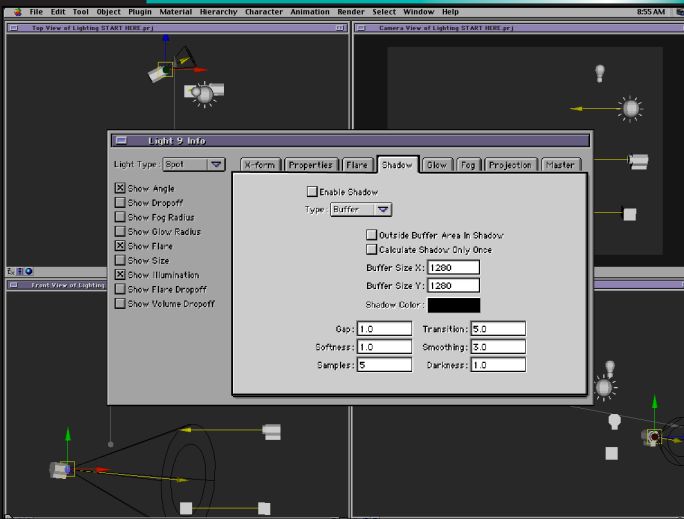 File Edit Tool Object Plugin Material Hierarchy Character Animation Render Select Window Help 8:55 AM
Top View of Lighting START HERE.prj
Camera View of Lighting START HERE.prj
Light 9 Info
Light Type: Spot
X-form Properties Flare Shadow Glow Fog Projection Master
Show Angle
Show Dropoff
Show Fog Radius
Show Glow Radius
Show Flare
Show Size
Show Illumination
Show Flare Dropoff
Show Volume Dropoff
Enable Shadow
Type: Buffer
Outside Buffer Area In Shadow
Calculate Shadow Only Once
Buffer Size X: 1280
Buffer Size Y: 1280
Shadow Color:
Gap: 1.0 Transition: 5.0
Softness: 1.0 Smoothing: 3.0
Samples: 5 Darkness: 1.0
Front View of Lighting